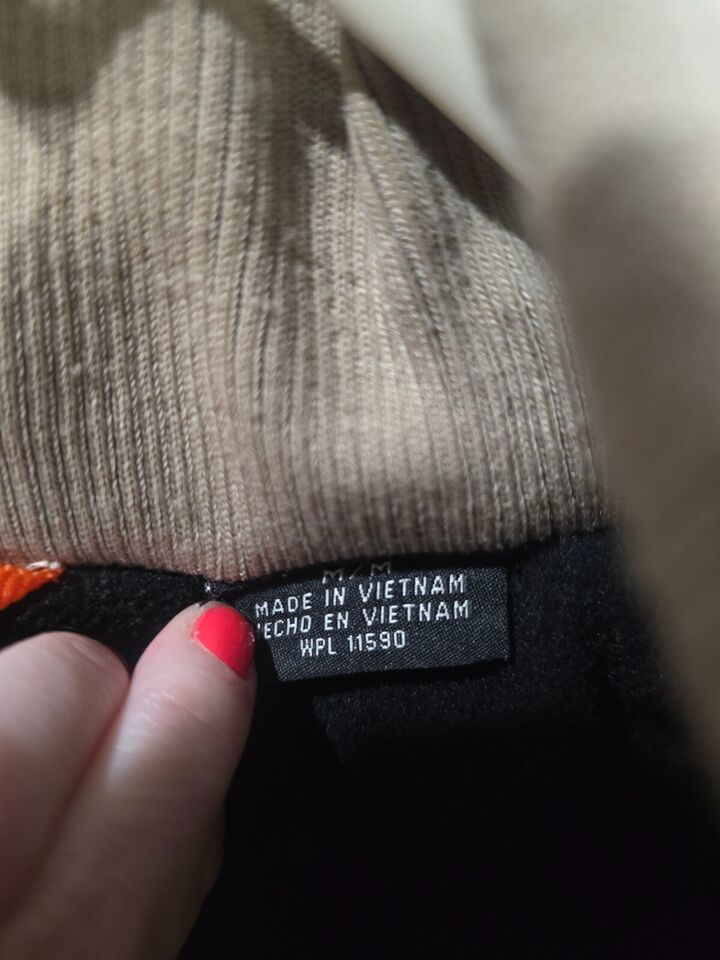 M / M
MADE IN VIETNAM
HECHO EN VIETNAM
WPL 11590